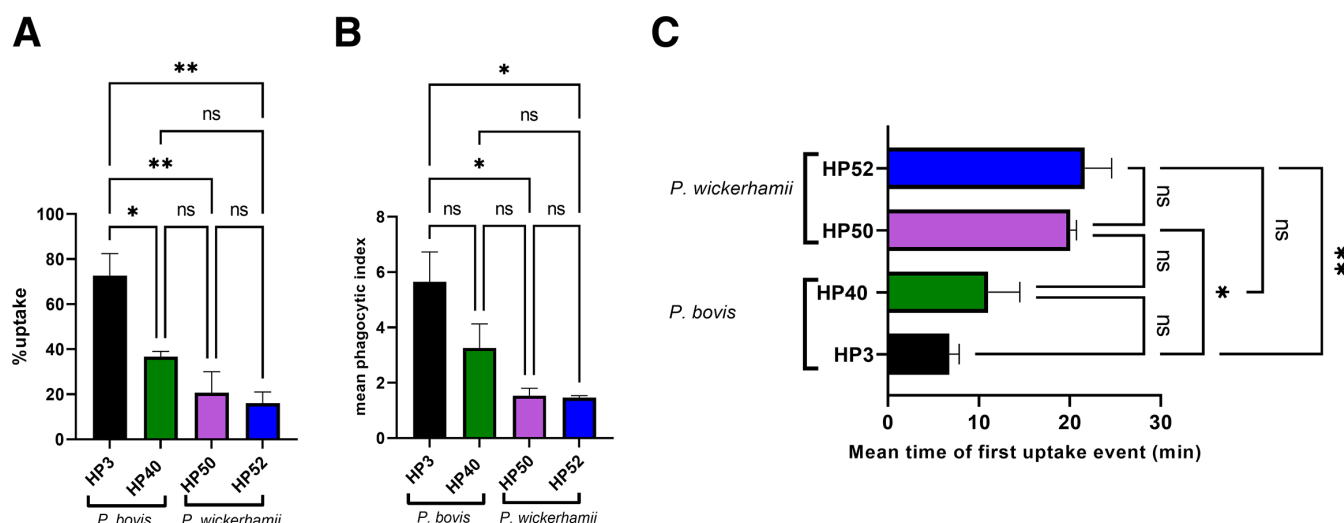 A
B
C
**
ns
**
*
ns
ns
100
80
60
40
20
0
%uptake
HP3
HP40
HP50
HP52
P. bovis
P. wickerhamii
*
ns
*
ns
ns
ns
8
6
4
2
0
mean phagocytic index
HP3
HP40
HP50
HP52
P. bovis
P. wickerhamii
P. wickerhamii
P. bovis
HP52
HP50
HP40
HP3
ns
ns
ns
*
ns
**
0
10
20
30
Mean time of first uptake event (min)